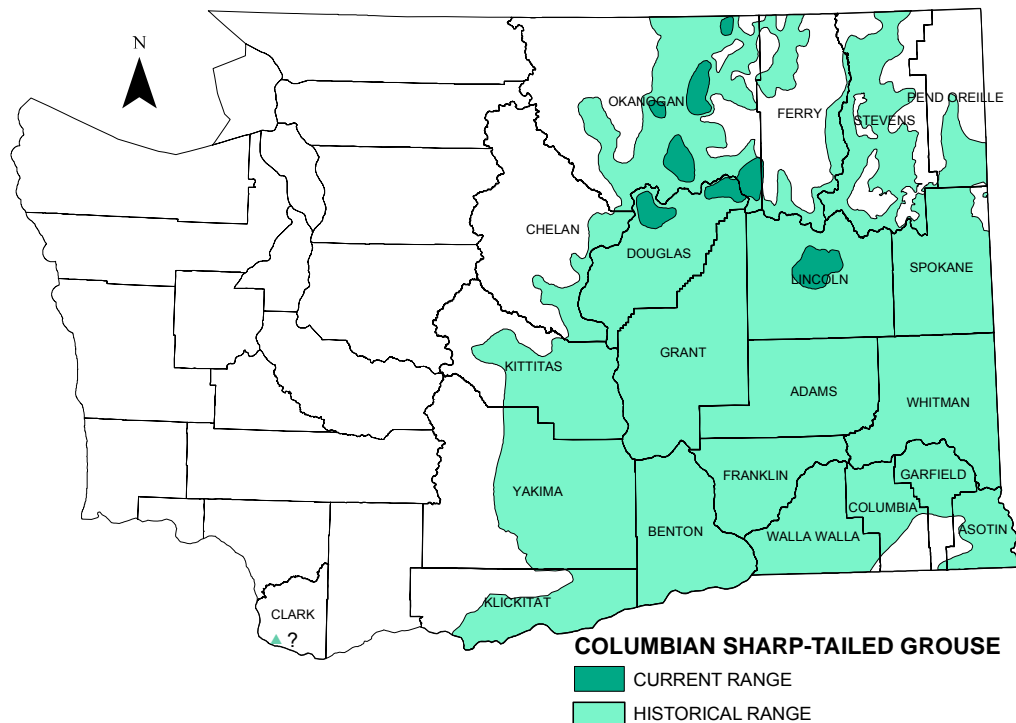 N
OKANOGAN
PEND OREILLE
FERRY
STEVENS
CHELAN
DOUGLAS
LINCOLN
SPOKANE
GRANT
KITTITAS
ADAMS
WHITMAN
FRANKLIN
GARFIELD
YAKIMA
COLUMBIA
BENTON
WALLA WALLA
ASOTIN
KLICKITAT
CLARK
?
COLUMBIAN SHARP-TAILED GROUSE
CURRENT RANGE
HISTORICAL RANGE